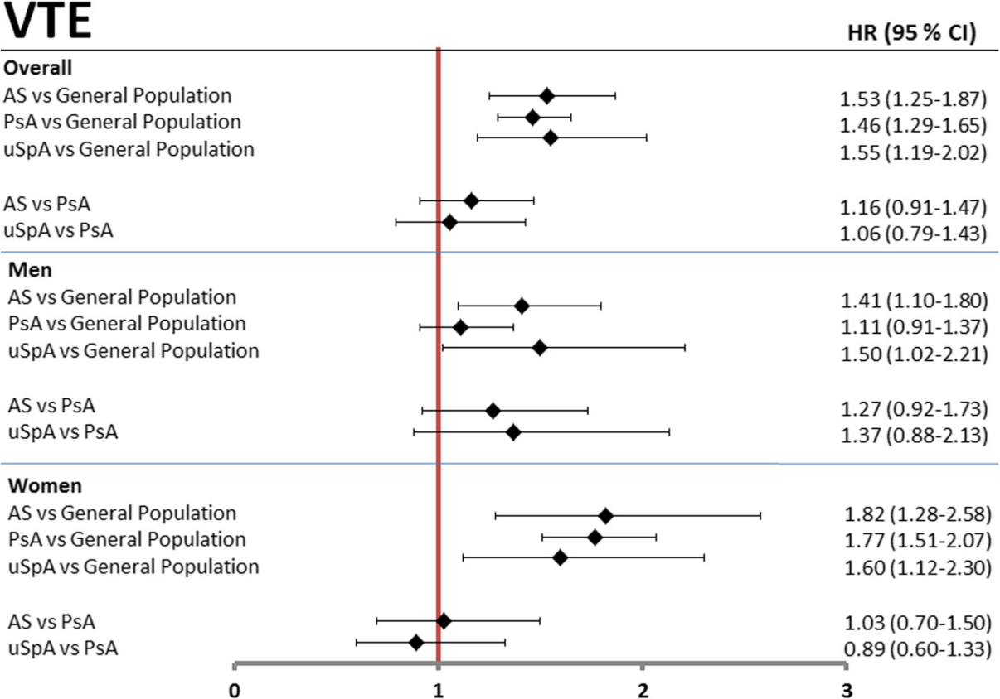 VTE
HR (95 % CI)
Overall
AS vs General Population 1.53 (1.25-1.87)
PsA vs General Population 1.46 (1.29-1.65)
uSpA vs General Population 1.55 (1.19-2.02)
AS vs PsA 1.16 (0.91-1.47)
uSpA vs PsA 1.06 (0.79-1.43)
Men
AS vs General Population 1.41 (1.10-1.80)
PsA vs General Population 1.11 (0.91-1.37)
uSpA vs General Population 1.50 (1.02-2.21)
AS vs PsA 1.27 (0.92-1.73)
uSpA vs PsA 1.37 (0.88-2.13)
Women
AS vs General Population 1.82 (1.28-2.58)
PsA vs General Population 1.77 (1.51-2.07)
uSpA vs General Population 1.60 (1.12-2.30)
AS vs PsA 1.03 (0.70-1.50)
uSpA vs PsA 0.89 (0.60-1.33)
0 1 2 3